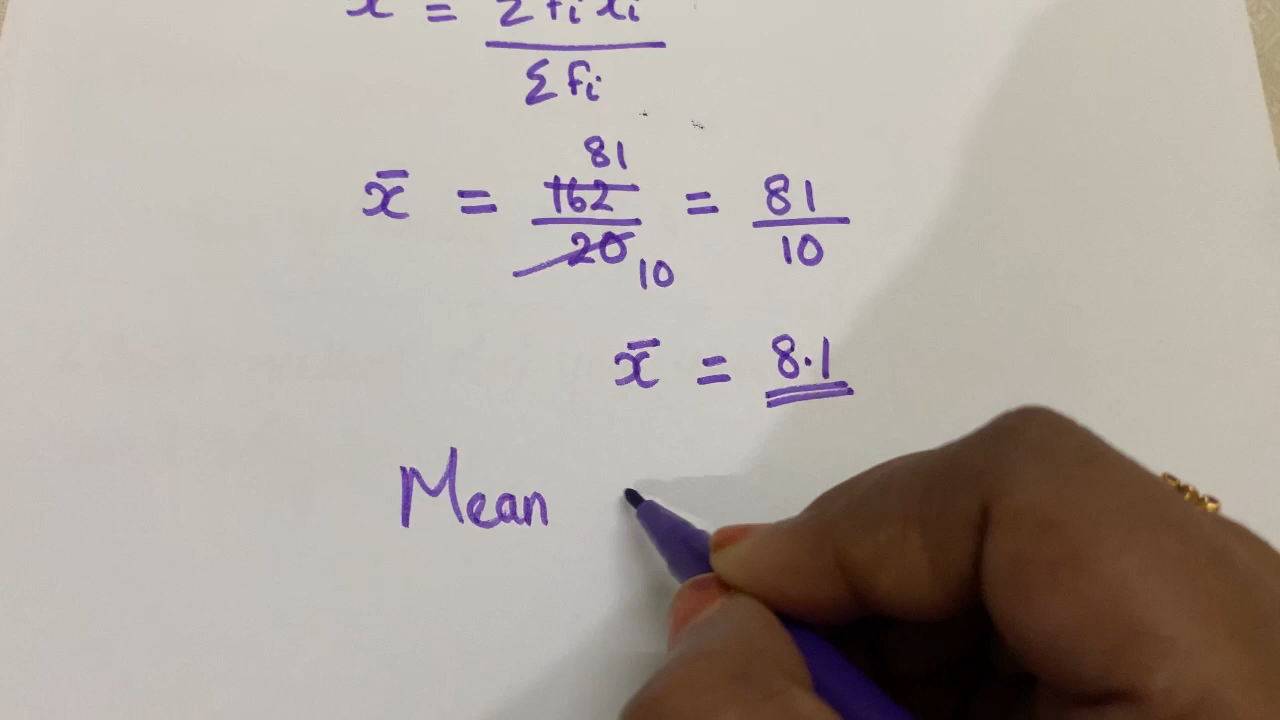 x̄ = Σfixi
Σfi
81
x̄ = 162/20 = 81/10
10
x̄ = 8.1
Mean